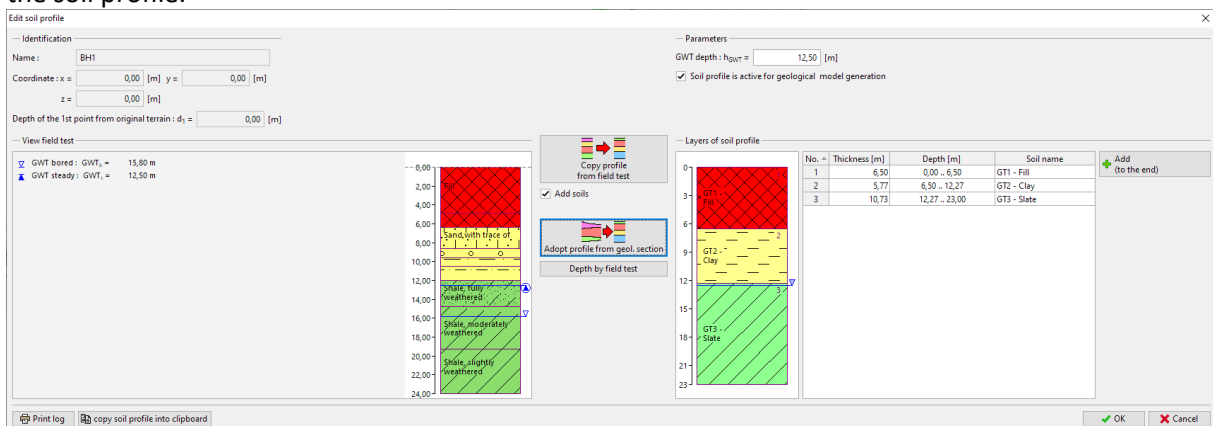 the soil profile.
Edit soil profile
Identification
Name :
BH1
Coordinate : x = 0,00 [m] y = 0,00 [m]
z = 0,00 [m]
Depth of the 1st point from original terrain : d₁ = 0,00 [m]
Parameters
GWT depth : hGWT = 12,50 [m]
Soil profile is active for geological model generation
View field test
GWT bored : GWTb = 15,80 m
GWT steady : GWTs = 12,50 m
0,00
2,00
4,00
6,00
8,00
10,00
12,00
14,00
16,00
18,00
20,00
22,00
24,00
Fill
Sand with trace of
Shale, fully
weathered
Shale, moderately
weathered
Shale, slightly
weathered
Copy profile
from field test
Add soils
Adopt profile from geol. section
Depth by field test
Layers of soil profile
0
3
6
9
12
15
18
21
23
GT1 -
Fill
2
GT2 -
Clay
3
GT3 -
Slate
No. Thickness [m] Depth [m] Soil name
1 6,50 0,00 .. 6,50 GT1 - Fill
2 5,77 6,50 .. 12,27 GT2 - Clay
3 10,73 12,27 .. 23,00 GT3 - Slate
Add
(to the end)
Print log
copy soil profile into clipboard
OK
Cancel